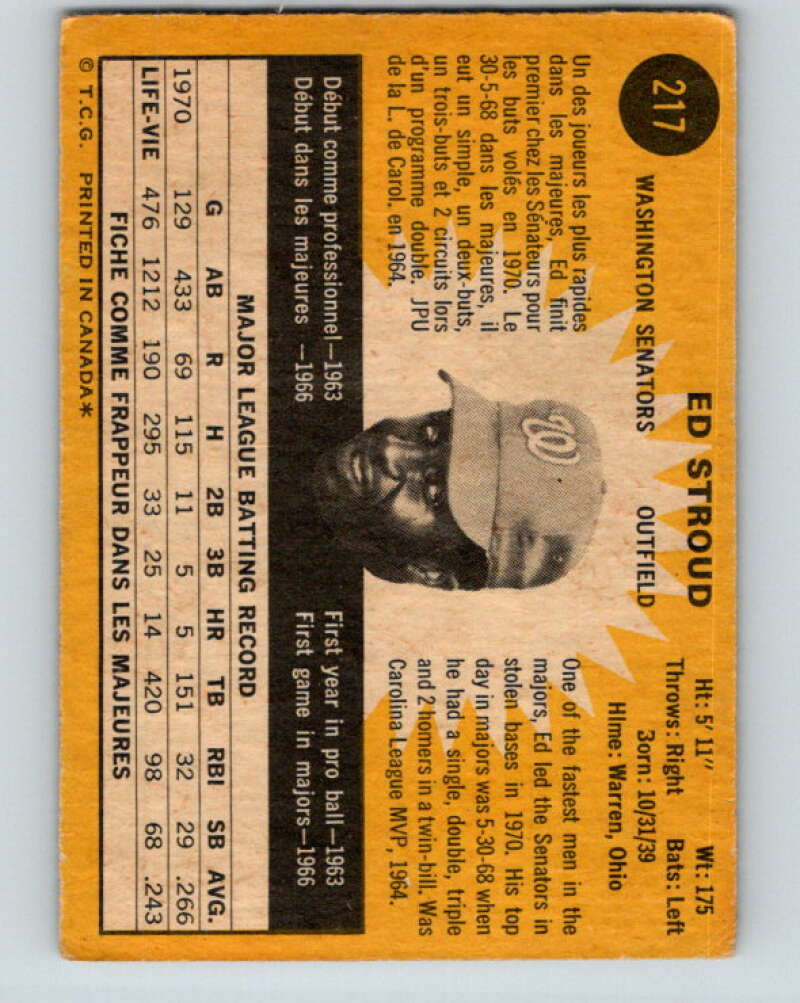 217
ED STROUD
WASHINGTON SENATORS OUTFIELD
Ht: 5' 11" Wt: 175
Throws: Right Bats: Left
3orn: 10/31/39
HIme: Warren, Ohio
Un des joueurs les plus rapides
dans les majeures, Ed finit
premier chez les Sénateurs pour
les buts volés en 1970. Le
30-5-68 dans les majeures, il
eut un simple, un deux-buts,
un trois-buts et 2 circuits lors
d'un programme double. JPU
de la L. de Carol. en 1964.
W
One of the fastest men in the
majors, Ed led the Senators in
stolen bases in 1970. His top
day in majors was 5-30-68 when
he had a single, double, triple
and 2 homers in a twin-bill. Was
Carolina League MVP, 1964.
Début comme professionnel—1963
Début dans les majeures —1966
First year in pro ball—1963
First game in majors—1966
MAJOR LEAGUE BATTING RECORD
G AB R H 2B 3B HR TB RBI SB AVG.
1970 129 433 69 115 11 5 5 151 32 29 .266
LIFE-VIE 476 1212 190 295 33 25 14 420 98 68 .243
FICHE COMME FRAPPEUR DANS LES MAJEURES
© T.C.G. PRINTED IN CANADA*